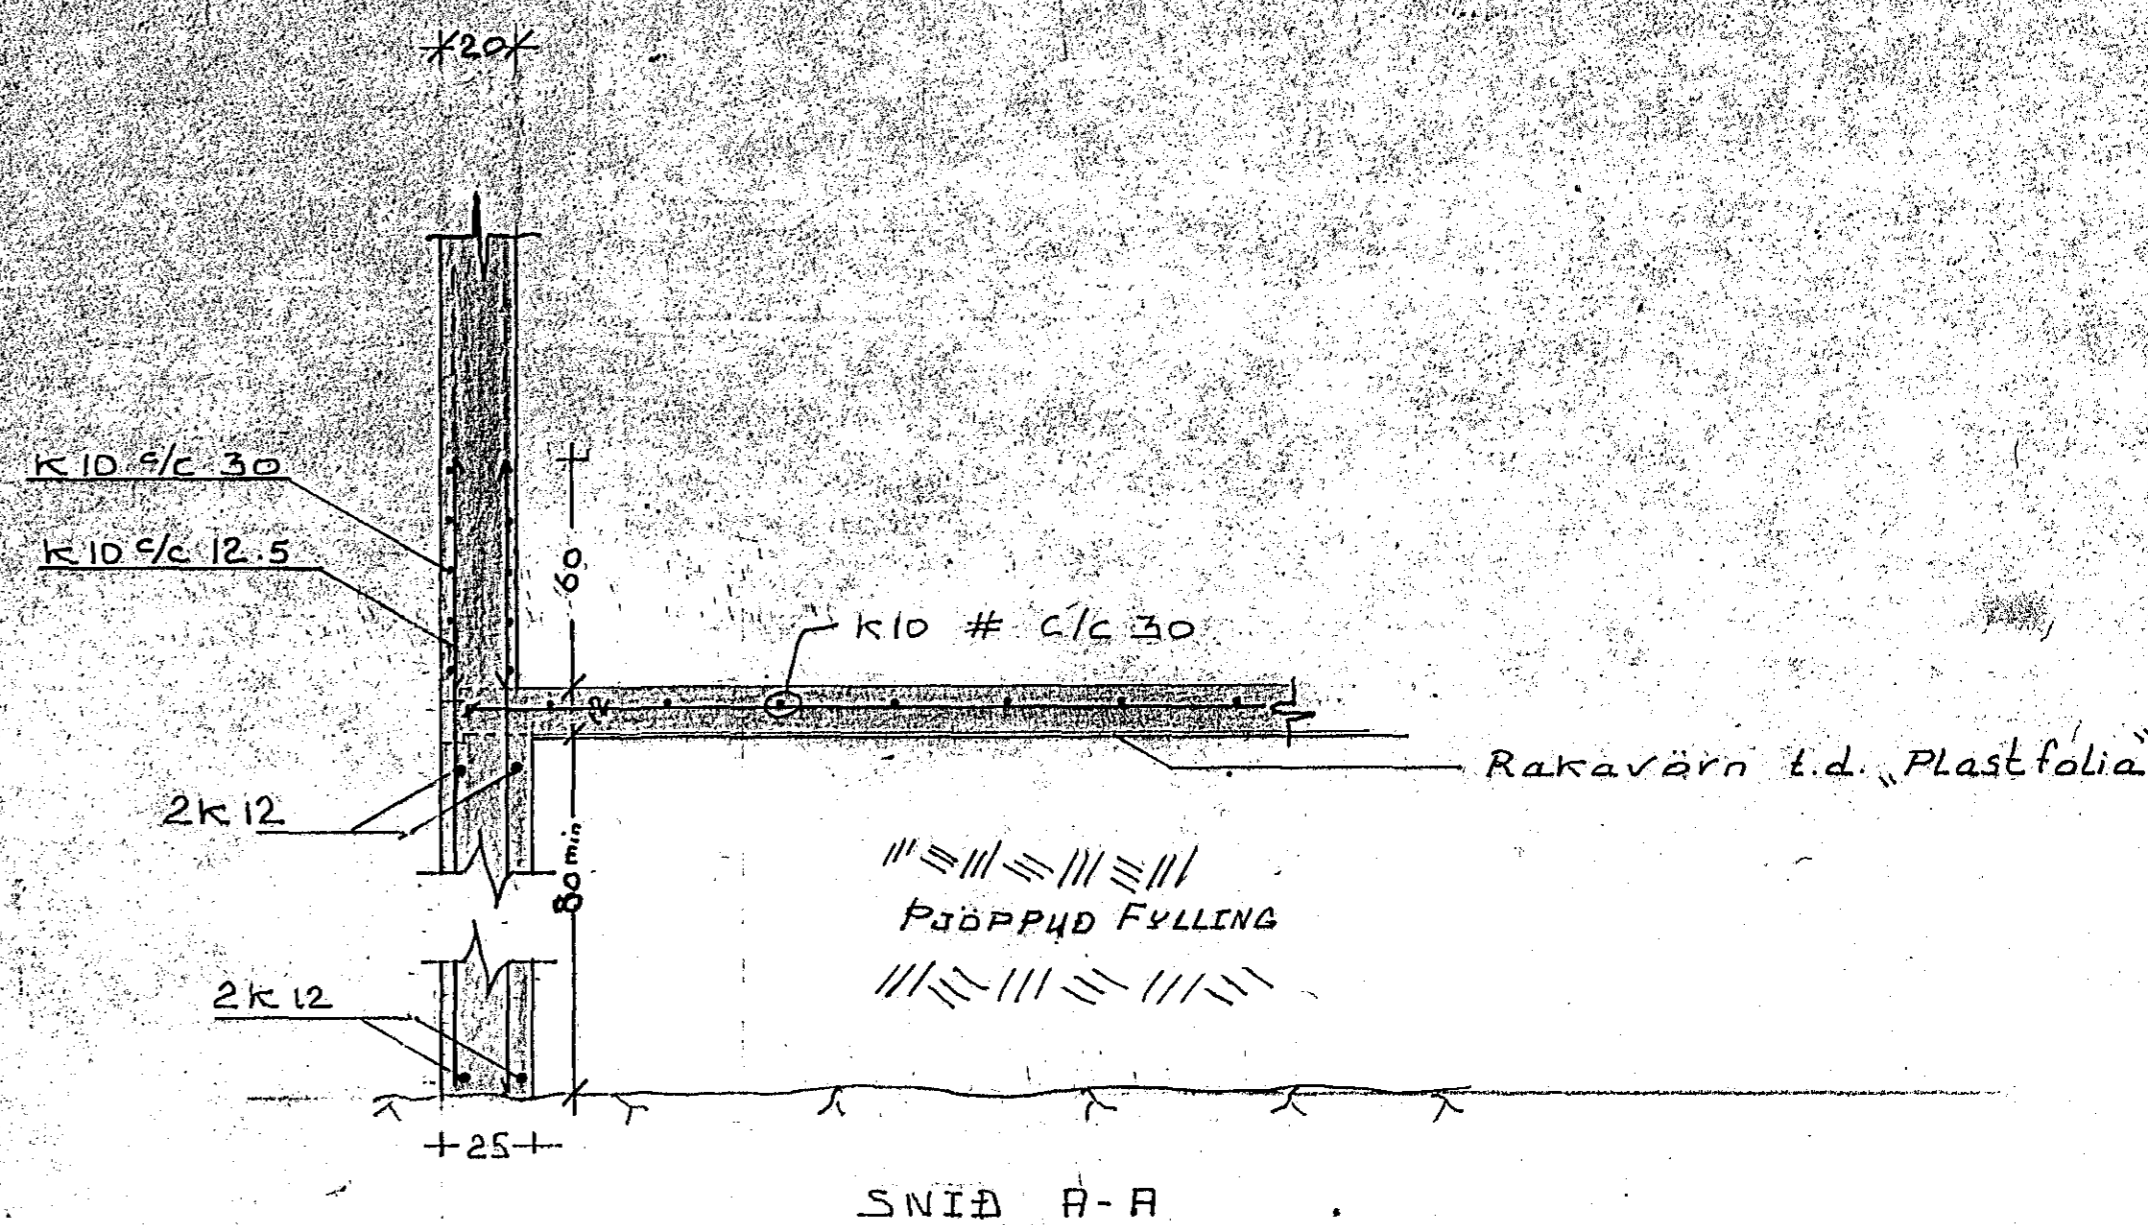 20
K10 c/c 30
K10 c/c 12.5
60
K10 # c/c 30
12
Rakavörn t.d. „Plastfolia"
2K12
80 min
ÞJÖPPUÐ FYLLING
2K12
25
SNIÐ A-A